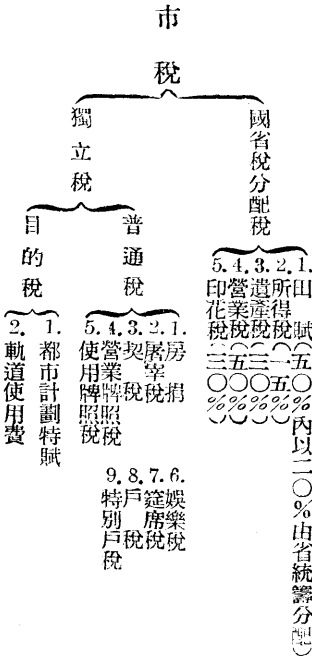 市稅
國省稅分配稅
1.田賦(五〇%內以二〇%由省統籌分配)
2.所得稅(一五%)
3.遺產稅(三〇%)
4.營業稅(五〇%)
5.印花稅(三〇%)
獨立稅
普通稅
1.房捐
2.屠宰稅
3.契稅
4.營業牌照稅
5.使用牌照稅
6.娛樂稅
7.筵席稅
8.戶稅
9.特別戶稅
目的稅
1.都市計劃特賦
2.軌道使用費